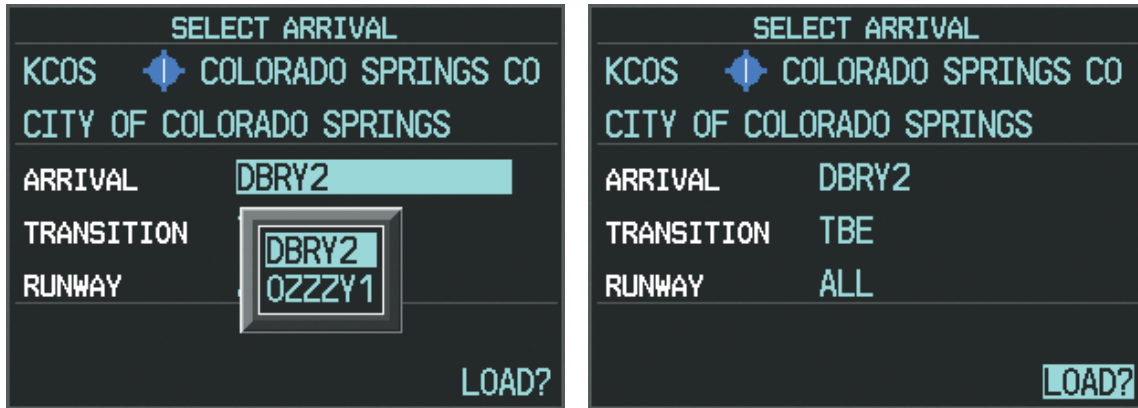 SELECT ARRIVAL
KCOS COLORADO SPRINGS CO
CITY OF COLORADO SPRINGS
ARRIVAL DBRY2
TRANSITION
DBRY2
OZZZY1
RUNWAY
LOAD?
SELECT ARRIVAL
KCOS COLORADO SPRINGS CO
CITY OF COLORADO SPRINGS
ARRIVAL DBRY2
TRANSITION TBE
RUNWAY ALL
LOAD?